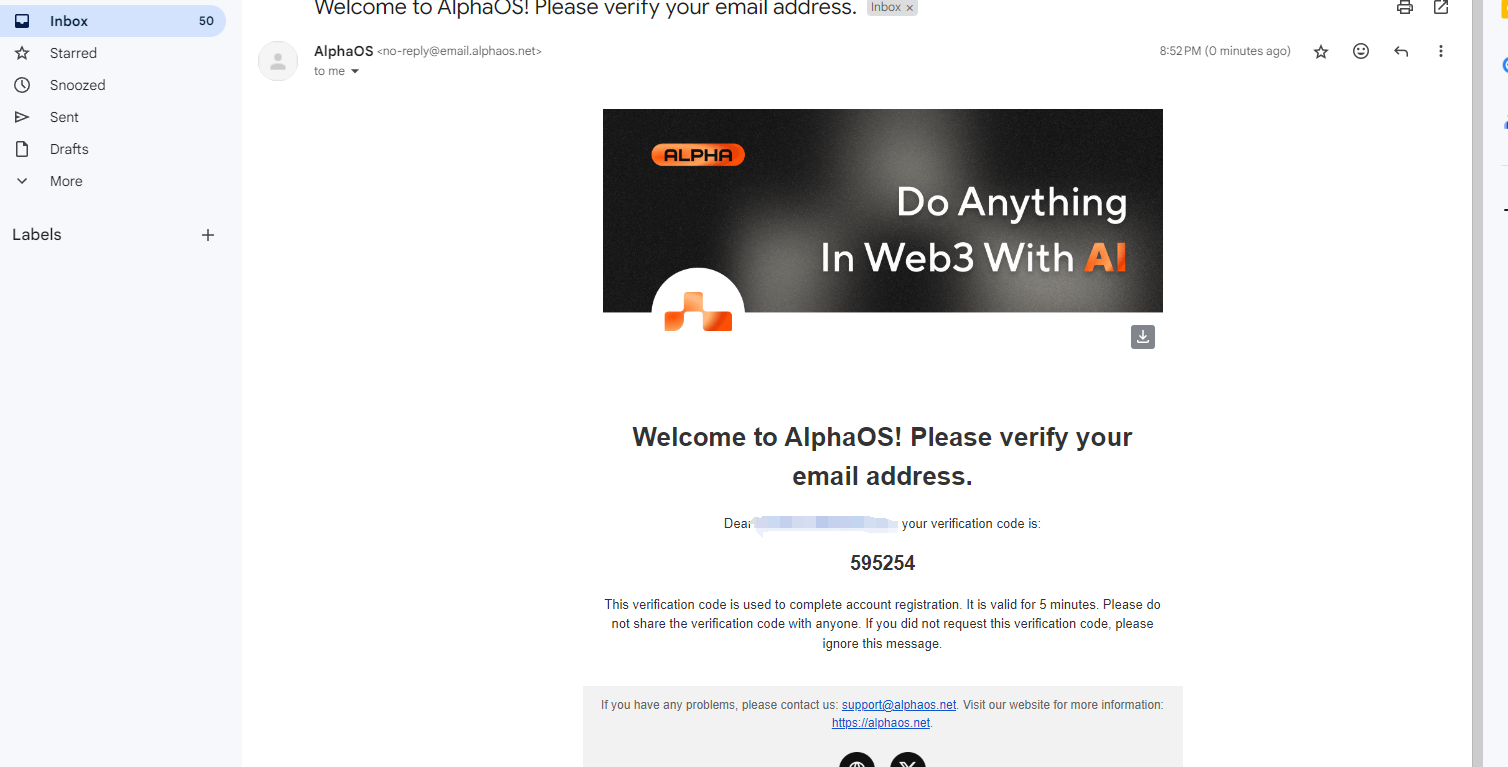 Inbox 50
Starred
Snoozed
Sent
Drafts
More
Labels
Welcome to AlphaOS! Please verify your email address. Inbox ×
AlphaOS <no-reply@email.alphaos.net>
to me
8:52 PM (0 minutes ago)
ALPHA
Do Anything
In Web3 With AI
Welcome to AlphaOS! Please verify your
email address.
Dear your verification code is:
595254
This verification code is used to complete account registration. It is valid for 5 minutes. Please do
not share the verification code with anyone. If you did not request this verification code, please
ignore this message.
If you have any problems, please contact us: support@alphaos.net. Visit our website for more information:
https://alphaos.net.